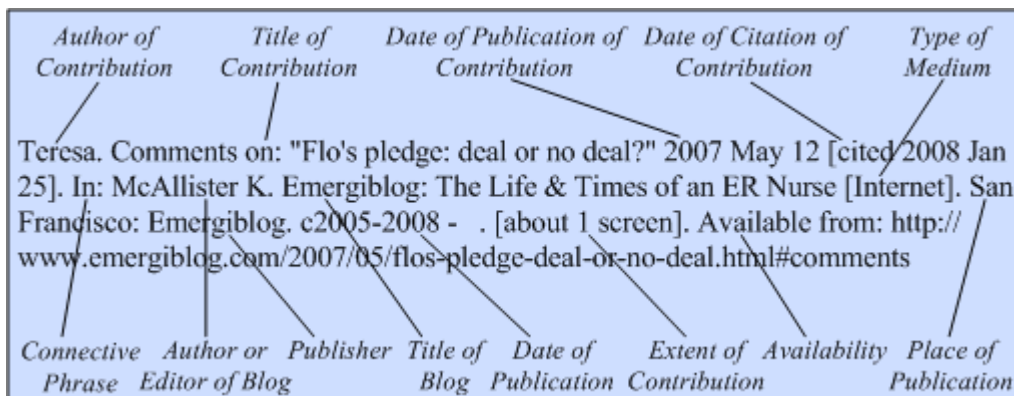 Author of Title of Date of Publication of Date of Citation of Type of
Contribution Contribution Contribution Contribution Medium
Teresa. Comments on: "Flo's pledge: deal or no deal?" 2007 May 12 [cited 2008 Jan
25]. In: McAllister K. Emergiblog: The Life & Times of an ER Nurse [Internet]. San
Francisco: Emergiblog. c2005-2008 - . [about 1 screen]. Available from: http://
www.emergiblog.com/2007/05/flos-pledge-deal-or-no-deal.html#comments
Connective Author or Publisher Title of Date of Extent of Availability Place of
Phrase Editor of Blog Blog Publication Contribution Publication